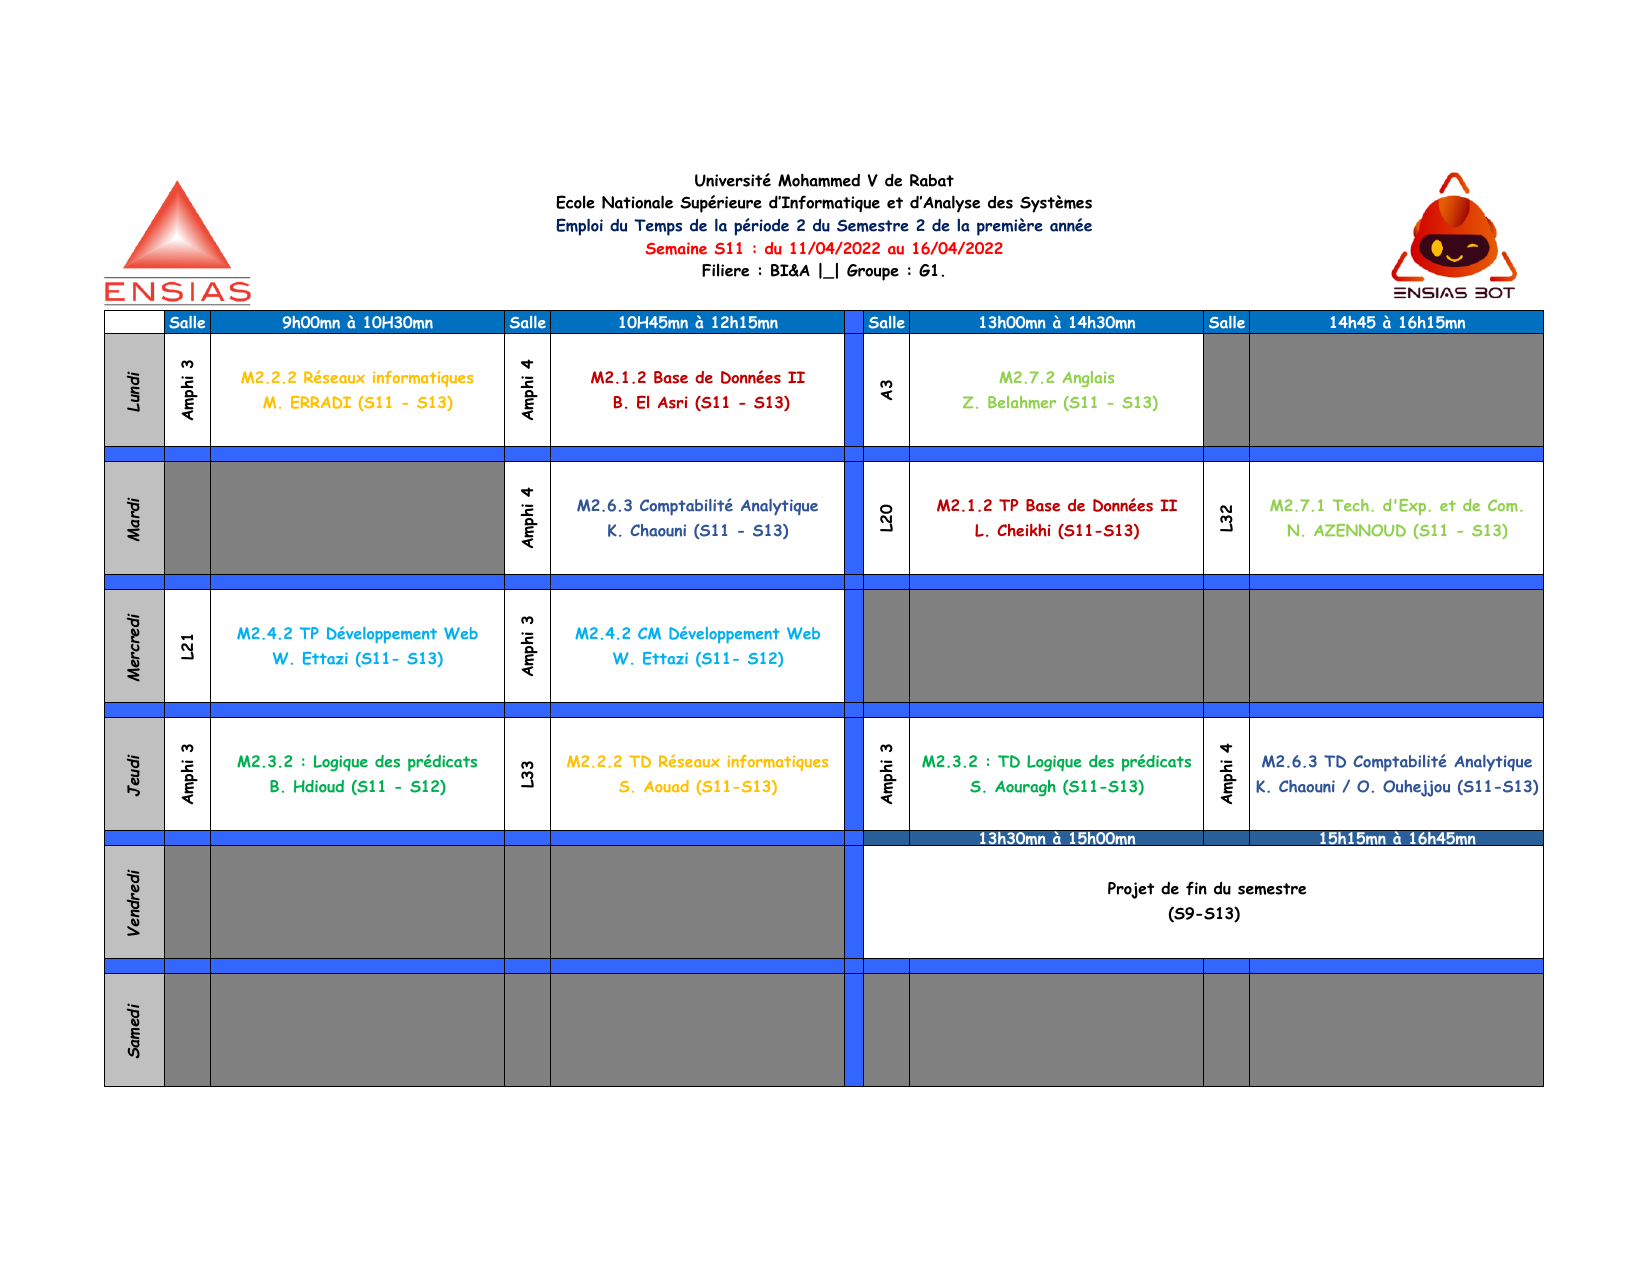 Université Mohammed V de Rabat
Ecole Nationale Supérieure d’Informatique et d’Analyse des Systèmes
Emploi du Temps de la période 2 du Semestre 2 de la première année
Semaine S11 : du 11/04/2022 au 16/04/2022
Filiere : BI&A |_| Groupe : G1.
ENSIAS
ENSIAS BOT
Salle 9h00mn à 10H30mn Salle 10H45mn à 12h15mn Salle 13h00mn à 14h30mn Salle 14h45 à 16h15mn
Lundi
Amphi 3
M2.2.2 Réseaux informatiques
M. ERRADI (S11 - S13)
Amphi 4
M2.1.2 Base de Données II
B. El Asri (S11 - S13)
A3
M2.7.2 Anglais
Z. Belahmer (S11 - S13)
Mardi
Amphi 4
M2.6.3 Comptabilité Analytique
K. Chaouni (S11 - S13)
L20
M2.1.2 TP Base de Données II
L. Cheikhi (S11-S13)
L32
M2.7.1 Tech. d'Exp. et de Com.
N. AZENNOUD (S11 - S13)
Mercredi
L21
M2.4.2 TP Développement Web
W. Ettazi (S11- S13)
Amphi 3
M2.4.2 CM Développement Web
W. Ettazi (S11- S12)
Jeudi
Amphi 3
M2.3.2 : Logique des prédicats
B. Hdioud (S11 - S12)
L33
M2.2.2 TD Réseaux informatiques
S. Aouad (S11-S13)
Amphi 3
M2.3.2 : TD Logique des prédicats
S. Aouragh (S11-S13)
Amphi 4
M2.6.3 TD Comptabilité Analytique
K. Chaouni / O. Ouhejjou (S11-S13)
13h30mn à 15h00mn 15h15mn à 16h45mn
Vendredi
Projet de fin du semestre
(S9-S13)
Samedi